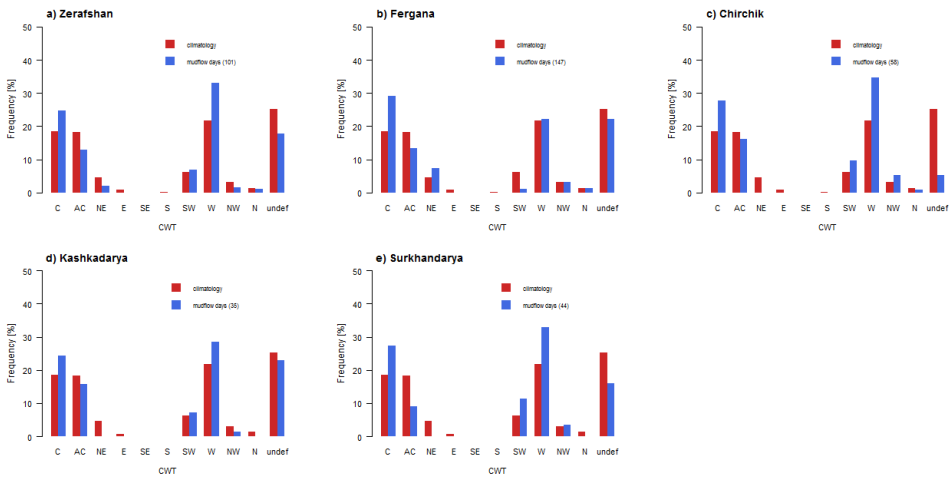 a) Zerafshan
50
40
30
20
10
0
Frequency [%]
climatology
mudflow days (101)
C AC NE E SE S SW W NW N undef
CWT
b) Fergana
50
40
30
20
10
0
Frequency [%]
climatology
mudflow days (147)
C AC NE E SE S SW W NW N undef
CWT
c) Chirchik
50
40
30
20
10
0
Frequency [%]
climatology
mudflow days (58)
C AC NE E SE S SW W NW N undef
CWT
d) Kashkadarya
50
40
30
20
10
0
Frequency [%]
climatology
mudflow days (35)
C AC NE E SE S SW W NW N undef
CWT
e) Surkhandarya
50
40
30
20
10
0
Frequency [%]
climatology
mudflow days (44)
C AC NE E SE S SW W NW N undef
CWT